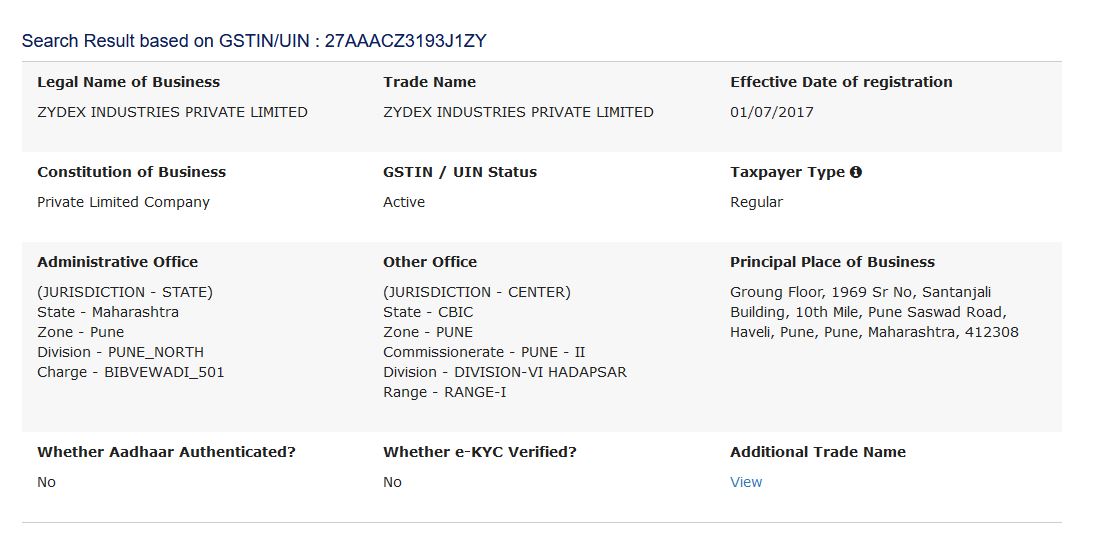 Search Result based on GSTIN/UIN : 27AAACZ3193J1ZY
Legal Name of Business
ZYDEX INDUSTRIES PRIVATE LIMITED
Trade Name
ZYDEX INDUSTRIES PRIVATE LIMITED
Effective Date of registration
01/07/2017
Constitution of Business
Private Limited Company
GSTIN / UIN Status
Active
Taxpayer Type
Regular
Administrative Office
(JURISDICTION - STATE)
State - Maharashtra
Zone - Pune
Division - PUNE_NORTH
Charge - BIBVEWADI_501
Other Office
(JURISDICTION - CENTER)
State - CBIC
Zone - PUNE
Commissionerate - PUNE - II
Division - DIVISION-VI HADAPSAR
Range - RANGE-I
Principal Place of Business
Groung Floor, 1969 Sr No, Santanjali
Building, 10th Mile, Pune Saswad Road,
Haveli, Pune, Pune, Maharashtra, 412308
Whether Aadhaar Authenticated?
No
Whether e-KYC Verified?
No
Additional Trade Name
View